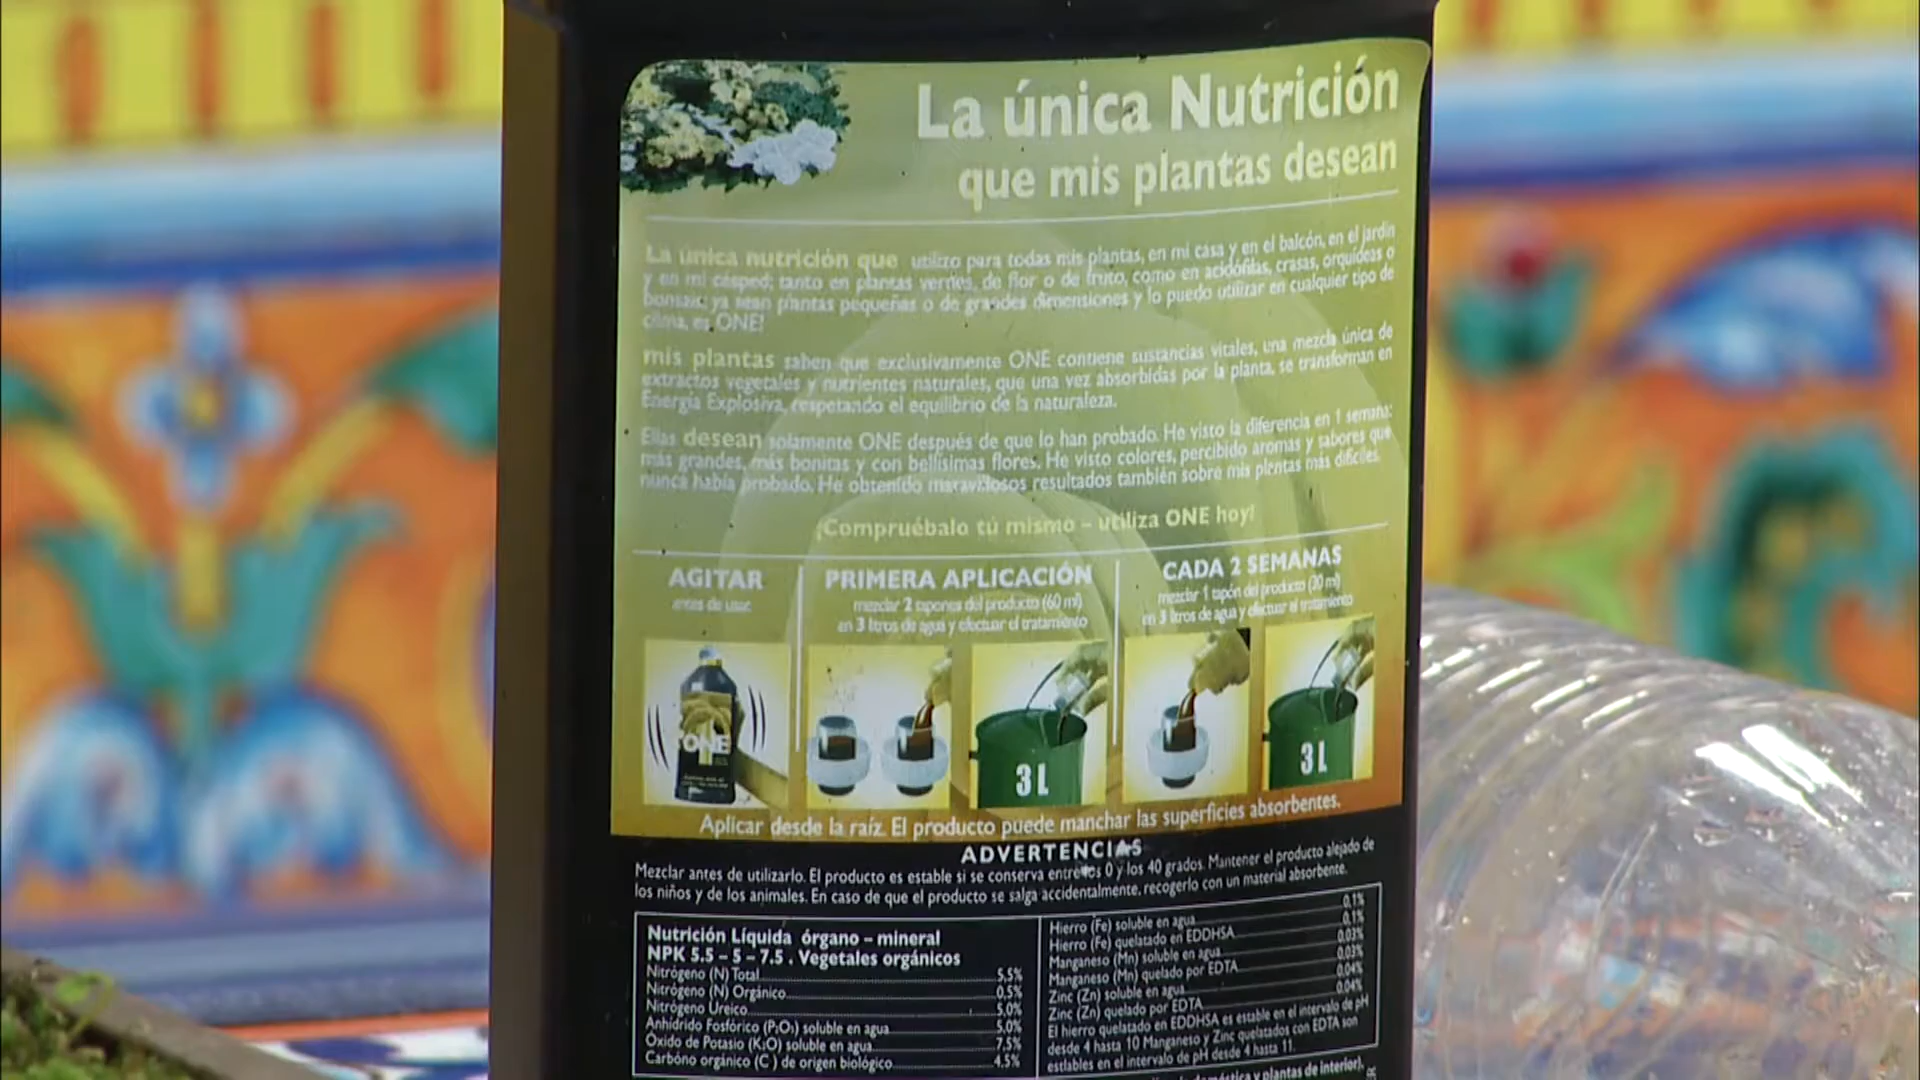 La única Nutrición
que mis plantas desean
La única nutrición que utilizo para todas mis plantas, en mi casa y en el balcón, en el jardín
y en mi césped; tanto en plantas verdes, de flor o de fruto, como en acidófilas, crasas, orquídeas o
bonsais; ya sean plantas pequeñas o de grandes dimensiones y lo puedo utilizar en cualquier tipo de
clima, es ONE!
mis plantas saben que exclusivamente ONE contiene sustancias vitales, una mezcla única de
extractos vegetales y nutrientes naturales, que una vez absorbidas por la planta, se transforman en
Energía Explosiva, respetando el equilibrio de la naturaleza.
Ellas desean solamente ONE después de que lo han probado. He visto la diferencia en 1 semana:
más grandes, más bonitas y con bellísimas flores. He visto colores, percibido aromas y sabores que
nunca había probado. He obtenido maravillosos resultados también sobre mis plantas más difíciles.
¡Compruébalo tú mismo – utiliza ONE hoy!
AGITAR
antes de usar
PRIMERA APLICACIÓN
mezclar 2 tapones del producto (60 ml)
en 3 litros de agua y efectuar el tratamiento
CADA 2 SEMANAS
mezclar 1 tapón del producto (30 ml)
en 3 litros de agua y efectuar el tratamiento
ONE
3 L
3 L
Aplicar desde la raíz. El producto puede manchar las superficies absorbentes.
ADVERTENCIAS
Mezclar antes de utilizarlo. El producto es estable si se conserva entre los 0 y los 40 grados. Mantener el producto alejado de
los niños y de los animales. En caso de que el producto se salga accidentalmente, recogerlo con un material absorbente.
Nutrición Líquida órgano – mineral
NPK 5.5 – 5 – 7.5 . Vegetales orgánicos
Nitrógeno (N) Total 5,5%
Nitrógeno (N) Orgánico 0,5%
Nitrógeno Ureico 5,0%
Anhídrido Fosfórico (P₂O₅) soluble en agua 5,0%
Óxido de Potasio (K₂O) soluble en agua 7,5%
Carbóno orgánico (C) de origen biológico 4,5%
Hierro (Fe) soluble en agua 0,1%
Hierro (Fe) quelatado en EDDHSA 0,1%
Manganeso (Mn) soluble en agua 0,03%
Manganeso (Mn) quelado por EDTA 0,03%
Zinc (Zn) soluble en agua 0,04%
Zinc (Zn) quelado por EDTA 0,04%
El hierro quelatado en EDDHSA es estable en el intervalo de pH
desde 4 hasta 10 Manganeso y Zinc quelatados con EDTA son
estables en el intervalo de pH desde 4 hasta 11.
doméstica y plantas de interior).